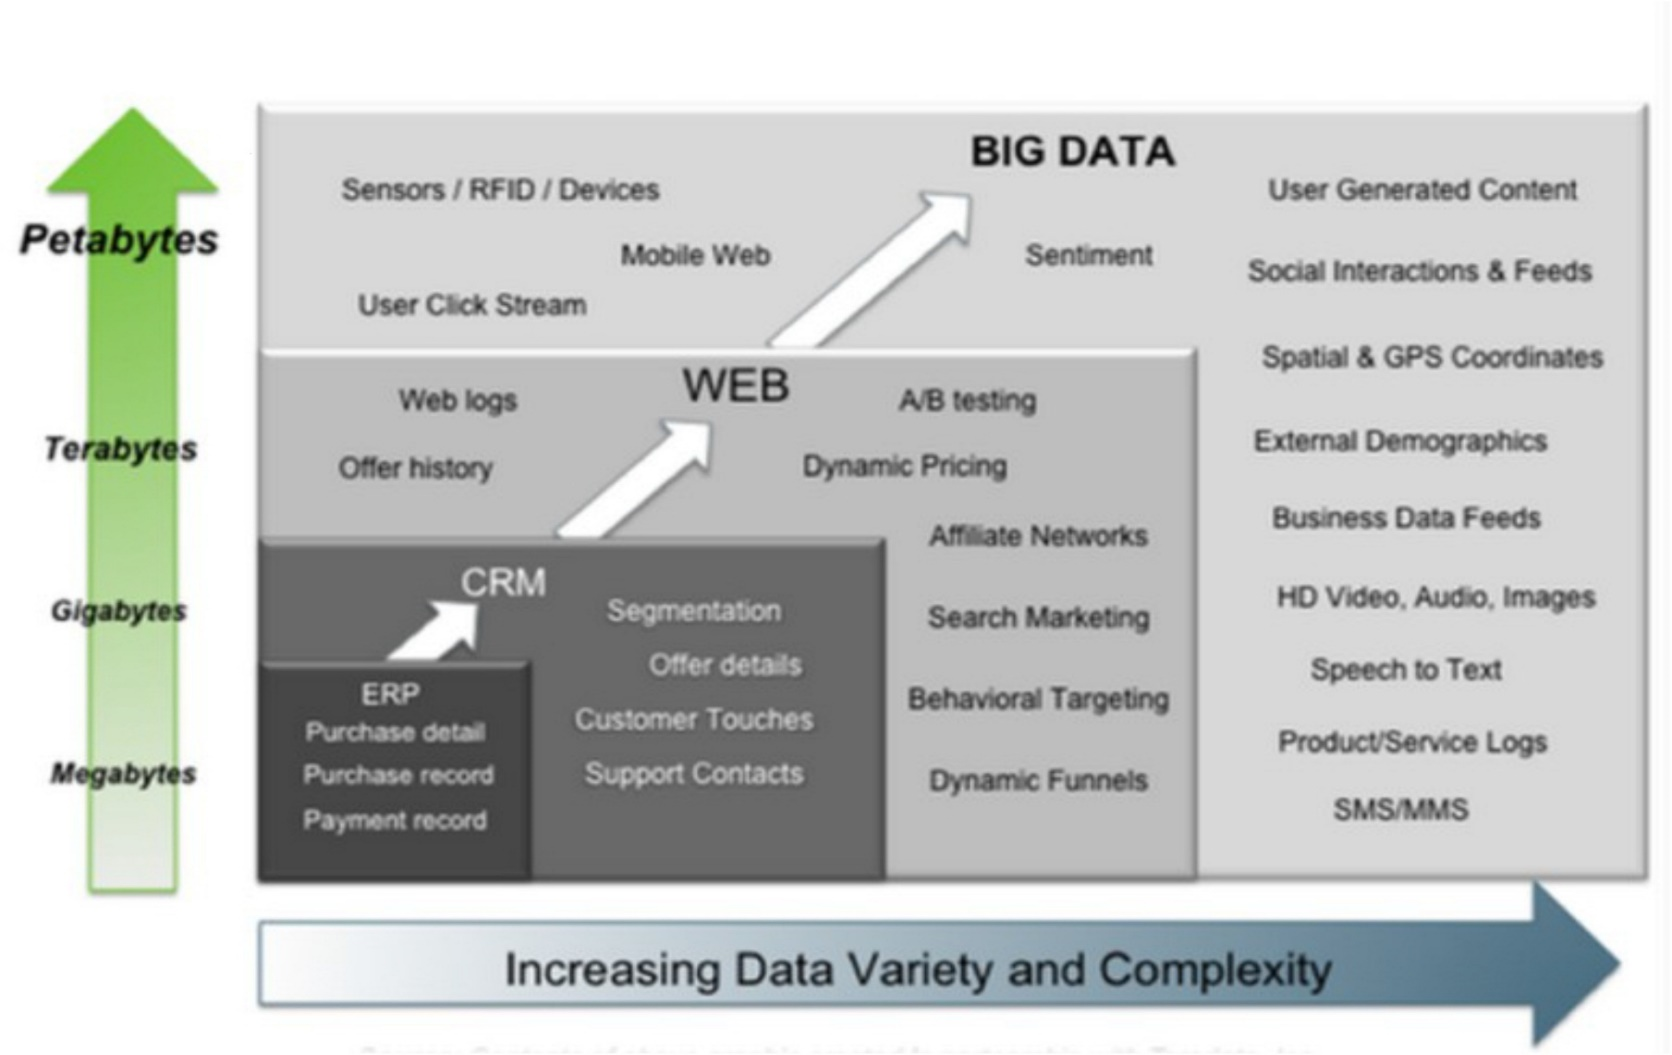 BIG DATA
Sensors / RFID / Devices
User Generated Content
Petabytes
Mobile Web
Sentiment
Social Interactions & Feeds
User Click Stream
Spatial & GPS Coordinates
WEB
Web logs
A/B testing
Terabytes
External Demographics
Offer history
Dynamic Pricing
Business Data Feeds
Affiliate Networks
CRM
HD Video, Audio, Images
Gigabytes
Segmentation
Search Marketing
Offer details
Speech to Text
ERP
Behavioral Targeting
Purchase detail
Customer Touches
Product/Service Logs
Megabytes
Purchase record
Support Contacts
Dynamic Funnels
Payment record
SMS/MMS
Increasing Data Variety and Complexity